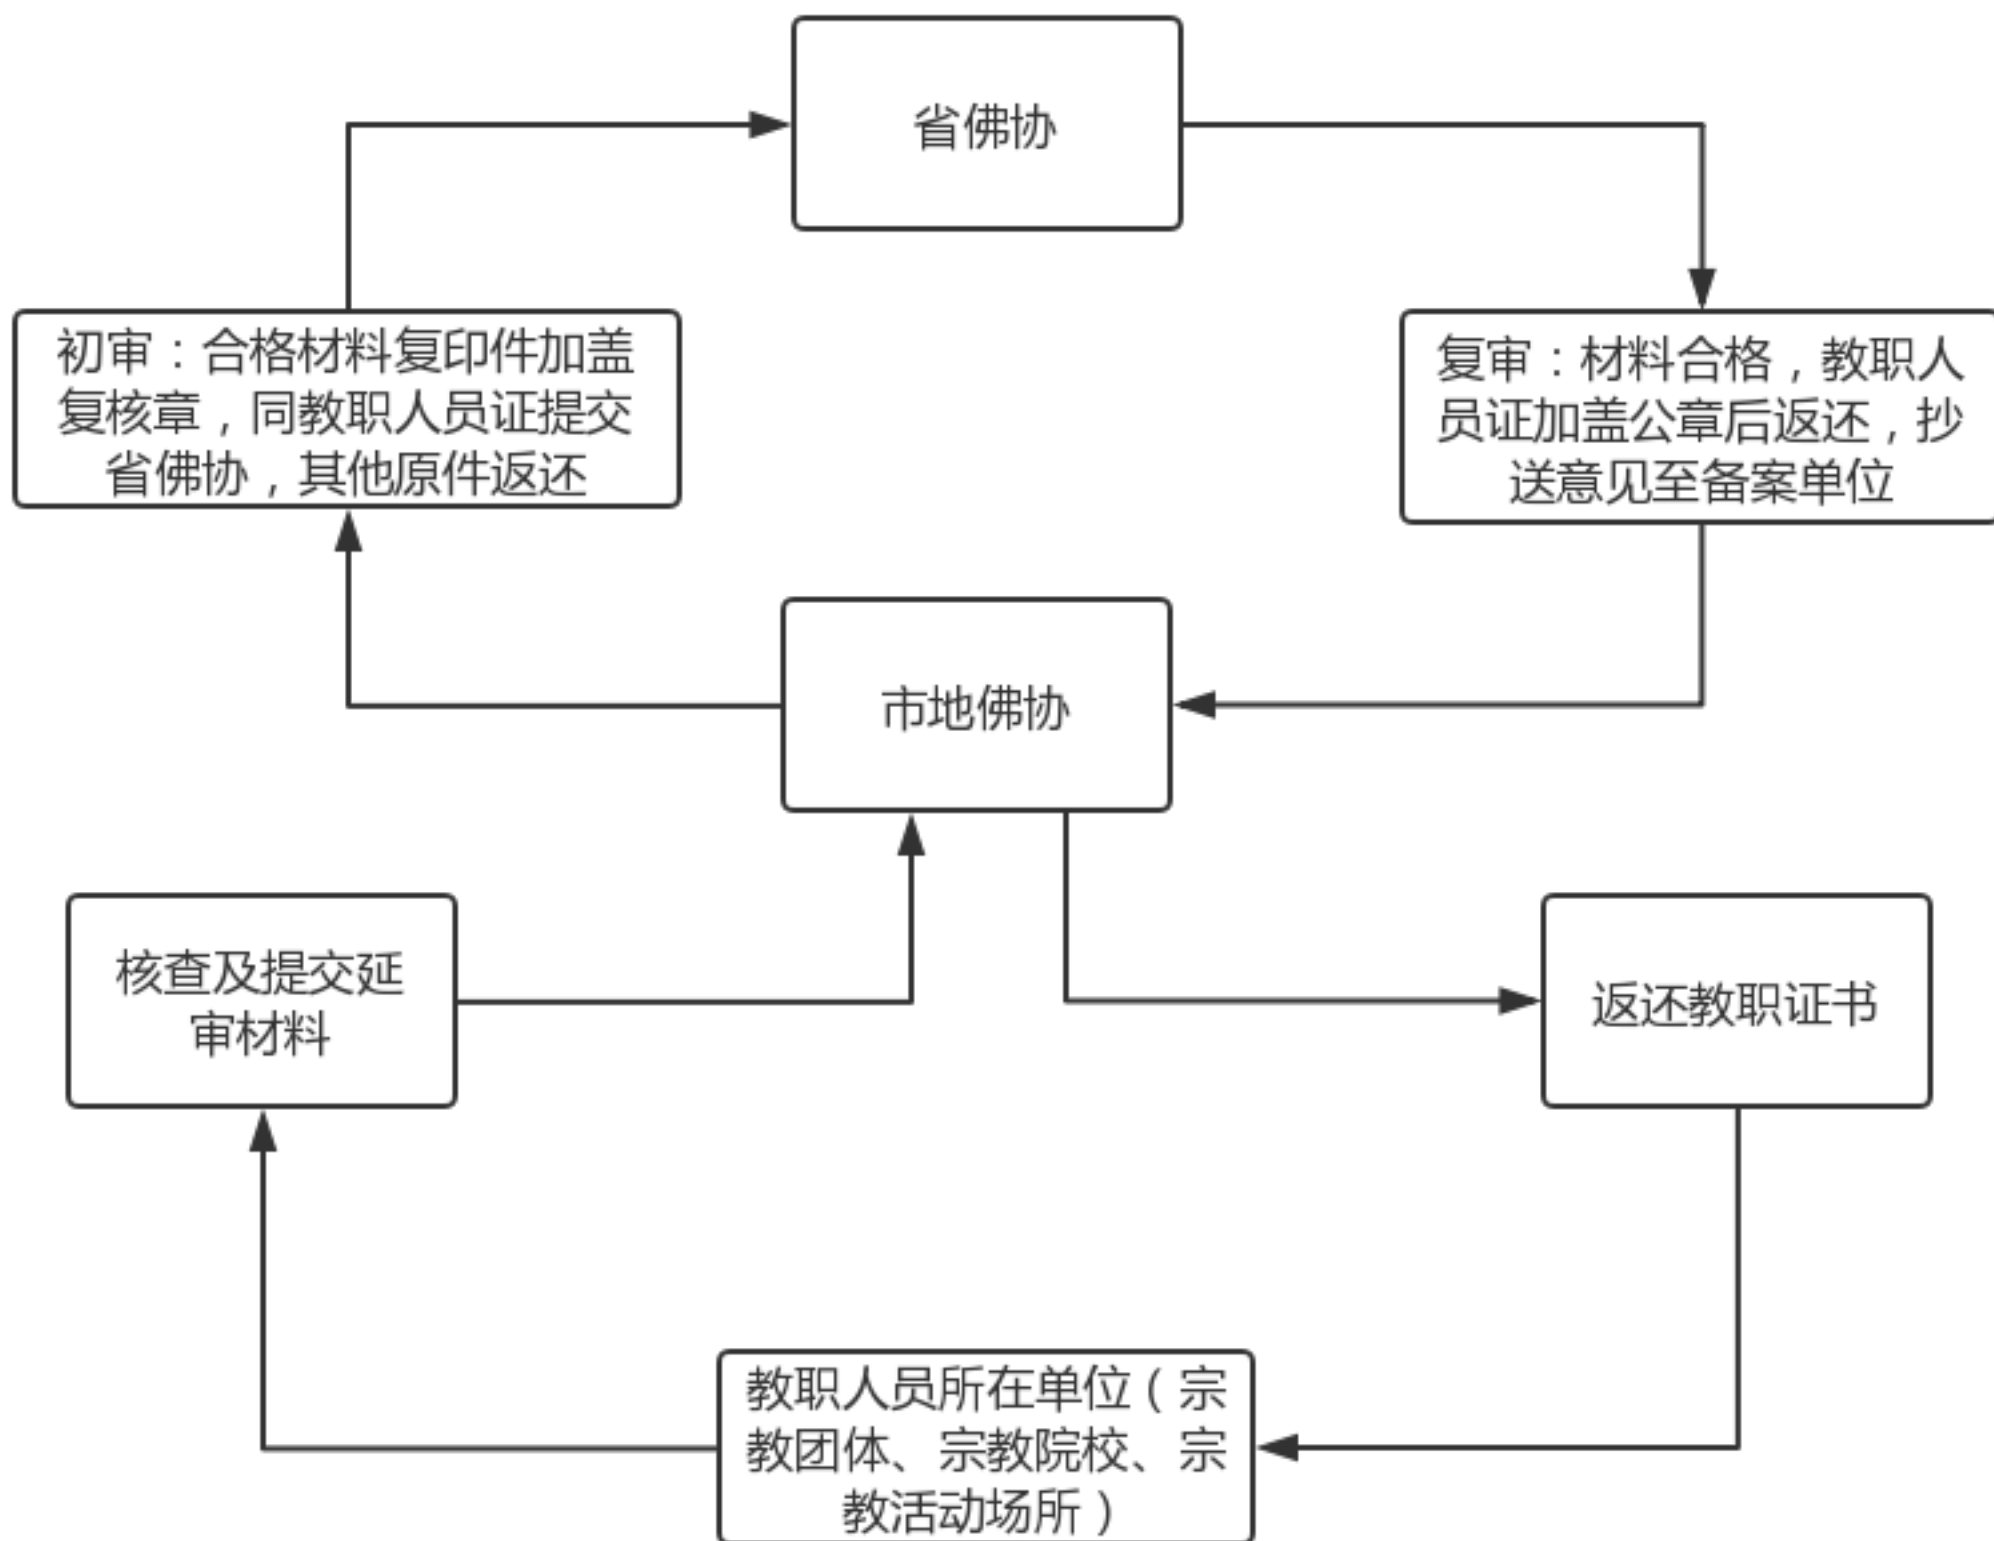 省佛协
初审：合格材料复印件加盖
复核章，同教职人员证提交
省佛协，其他原件返还
复审：材料合格，教职人
员证加盖公章后返还，抄
送意见至备案单位
市地佛协
核查及提交延
审材料
返还教职证书
教职人员所在单位（宗
教团体、宗教院校、宗
教活动场所）